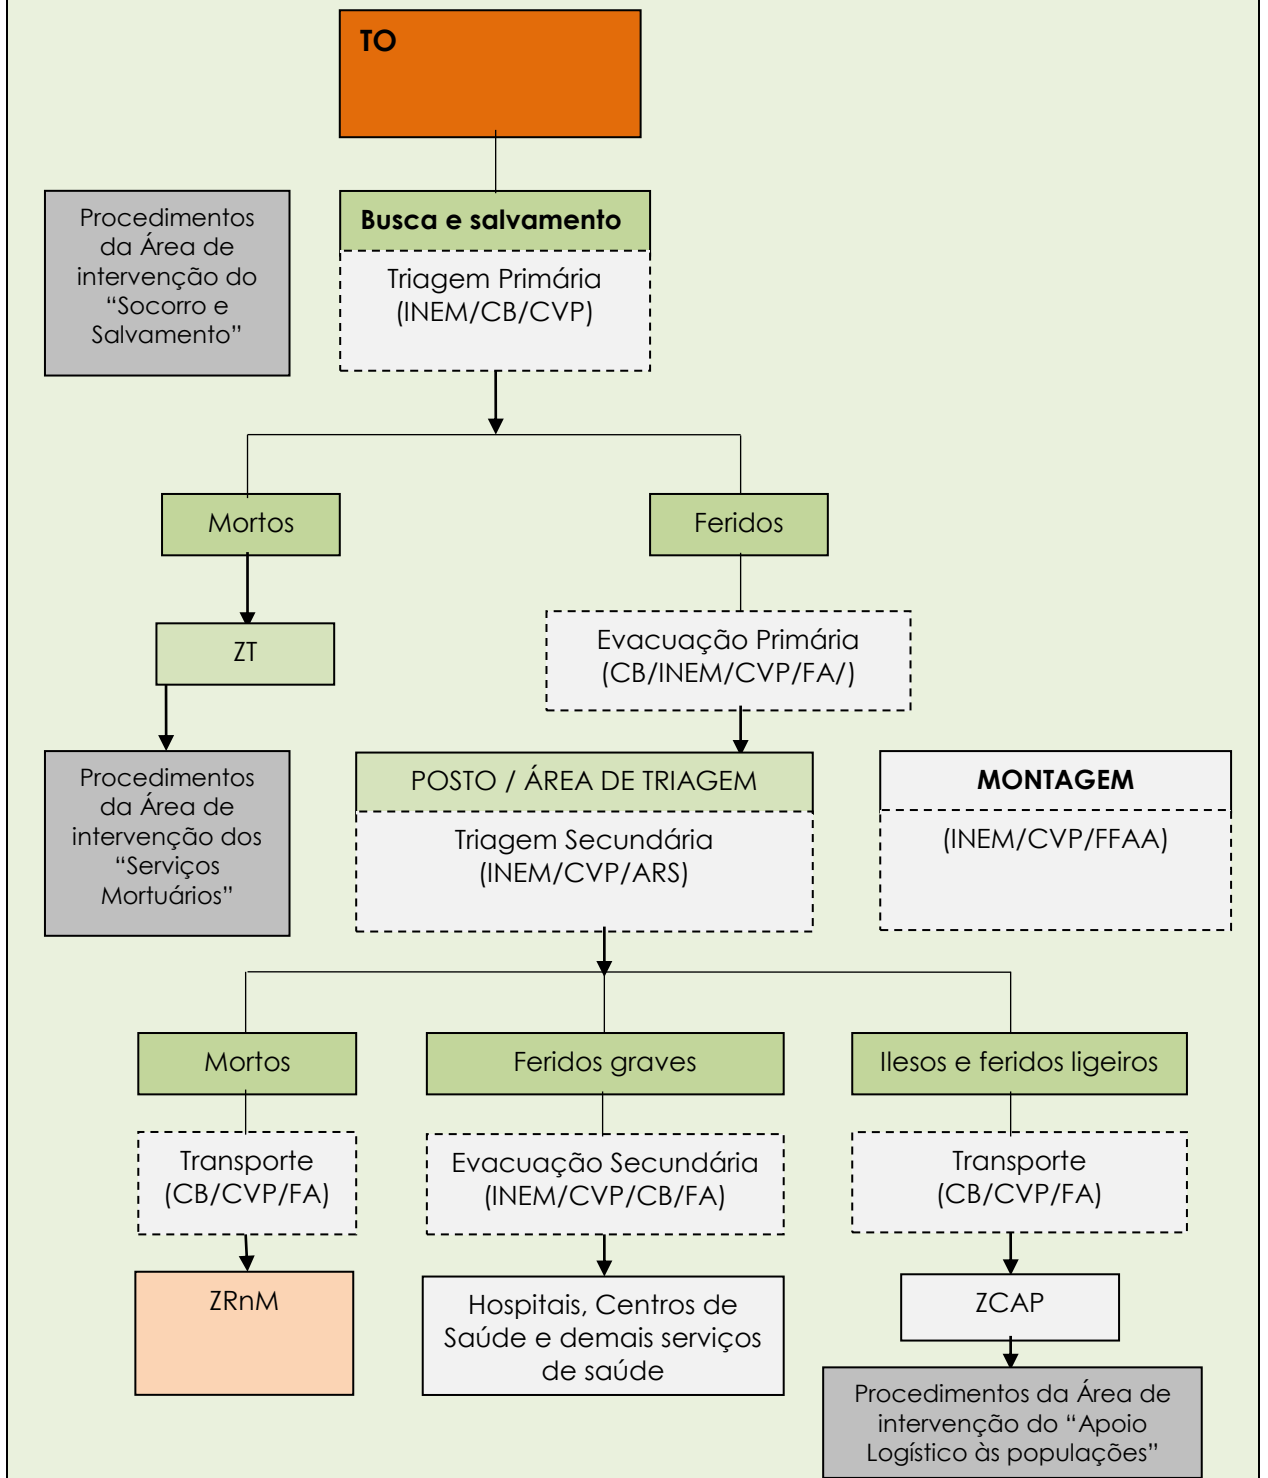 TO
Procedimentos
da Área de
intervenção do
“Socorro e
Salvamento”
Busca e salvamento
Triagem Primária
(INEM/CB/CVP)
Mortos
Feridos
ZT
Evacuação Primária
(CB/INEM/CVP/FA/)
Procedimentos
da Área de
intervenção dos
“Serviços
Mortuários”
POSTO / ÁREA DE TRIAGEM
Triagem Secundária
(INEM/CVP/ARS)
MONTAGEM
(INEM/CVP/FFAA)
Mortos
Feridos graves
Ilesos e feridos ligeiros
Transporte
(CB/CVP/FA)
Evacuação Secundária
(INEM/CVP/CB/FA)
Transporte
(CB/CVP/FA)
ZRnM
Hospitais, Centros de
Saúde e demais serviços
de saúde
ZCAP
Procedimentos da Área de
intervenção do “Apoio
Logístico às populações”